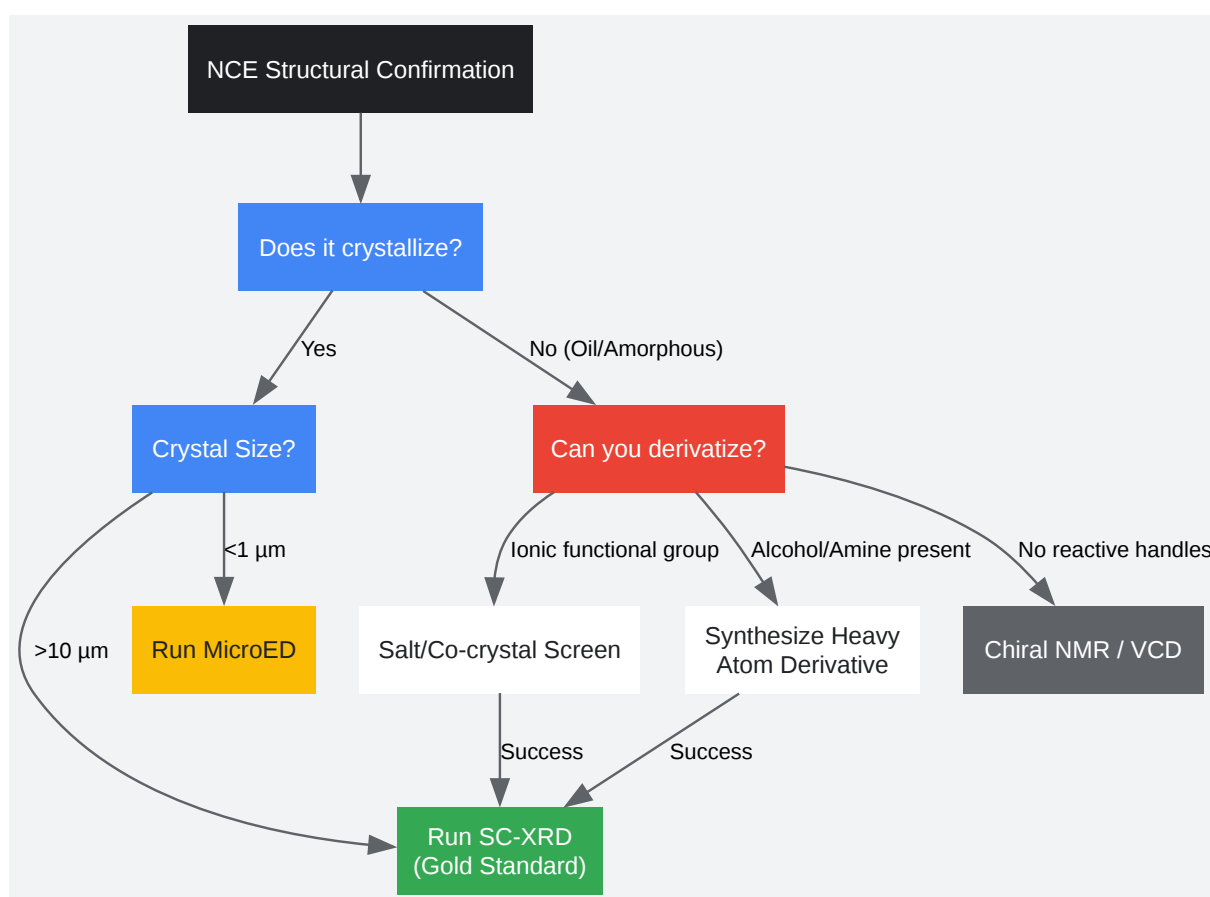 NCE Structural Confirmation
Does it crystallize?
Yes
No (Oil/Amorphous)
Crystal Size?
Can you derivatize?
<1 µm
Ionic functional group
Alcohol/Amine present
No reactive handles
>10 µm
Run MicroED
Salt/Co-crystal Screen
Synthesize Heavy
Atom Derivative
Chiral NMR / VCD
Success
Success
Run SC-XRD
(Gold Standard)